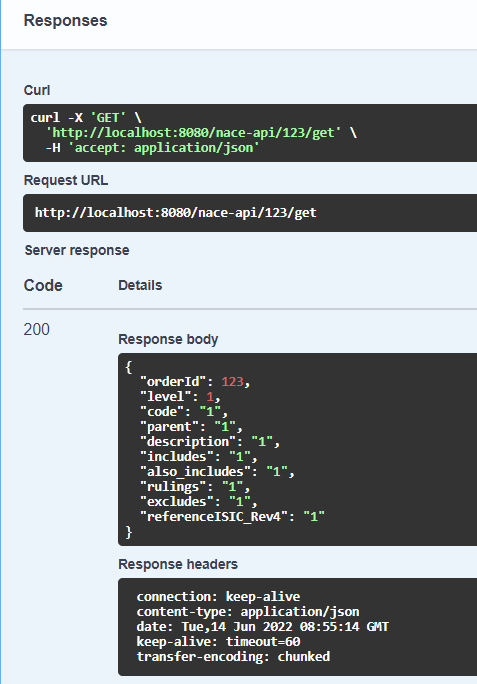 Responses
Curl
curl -X 'GET' \
'http://localhost:8080/nace-api/123/get' \
-H 'accept: application/json'
Request URL
http://localhost:8080/nace-api/123/get
Server response
Code Details
200
Response body
{
"orderId": 123,
"level": 1,
"code": "1",
"parent": "1",
"description": "1",
"includes": "1",
"also_includes": "1",
"rulings": "1",
"excludes": "1",
"referenceISIC_Rev4": "1"
}
Response headers
connection: keep-alive
content-type: application/json
date: Tue,14 Jun 2022 08:55:14 GMT
keep-alive: timeout=60
transfer-encoding: chunked